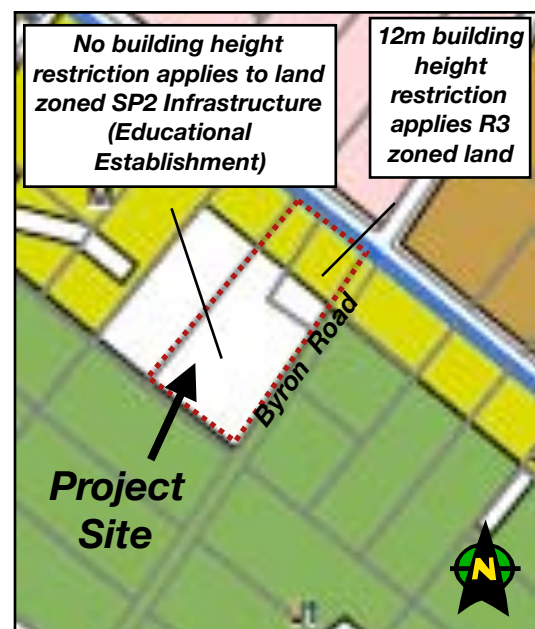 No building height
restriction applies to land
zoned SP2 Infrastructure
(Educational
Establishment)
12m building
height
restriction
applies R3
zoned land
Byron Road
Project
Site
N